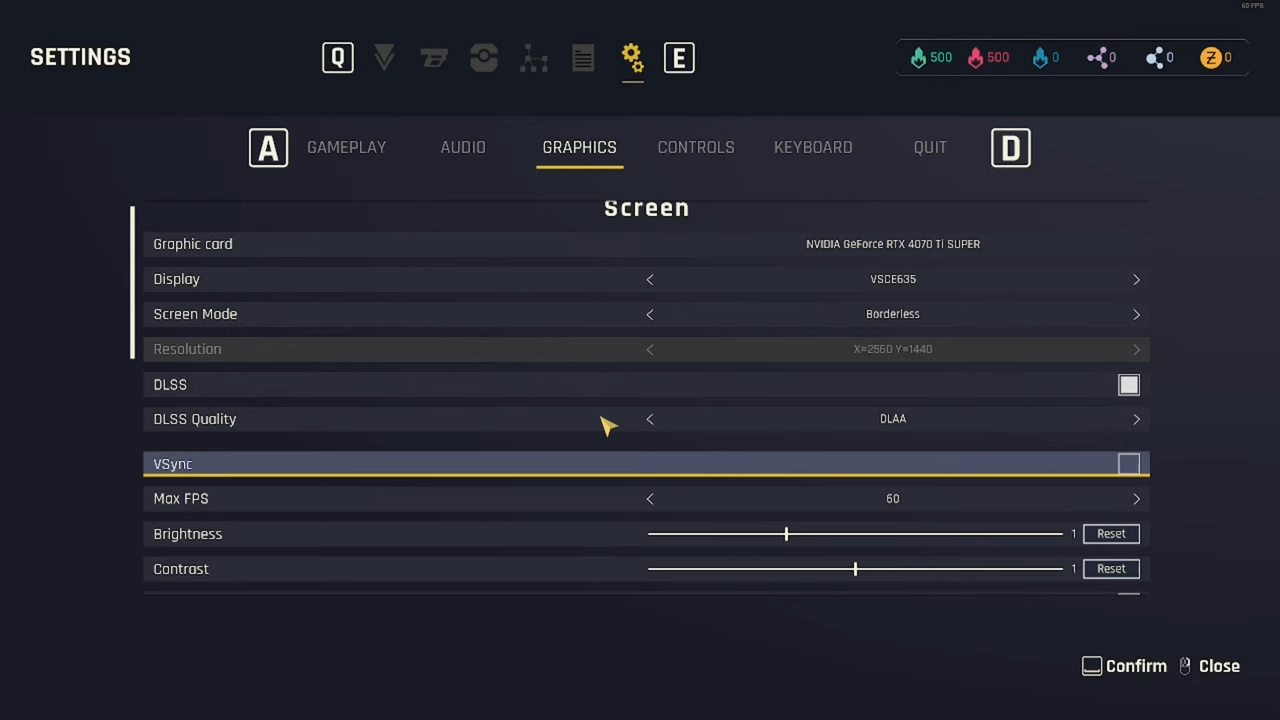 60 FPS
SETTINGS Q E 500 500 0 0 0 0
A GAMEPLAY AUDIO GRAPHICS CONTROLS KEYBOARD QUIT D
Screen
Graphic card NVIDIA GeForce RTX 4070 Ti SUPER
Display < VSCE635 >
Screen Mode < Borderless >
Resolution < X=2560 Y=1440 >
DLSS
DLSS Quality < DLAA >
VSync
Max FPS < 60 >
Brightness 1 Reset
Contrast 1 Reset
Confirm Close